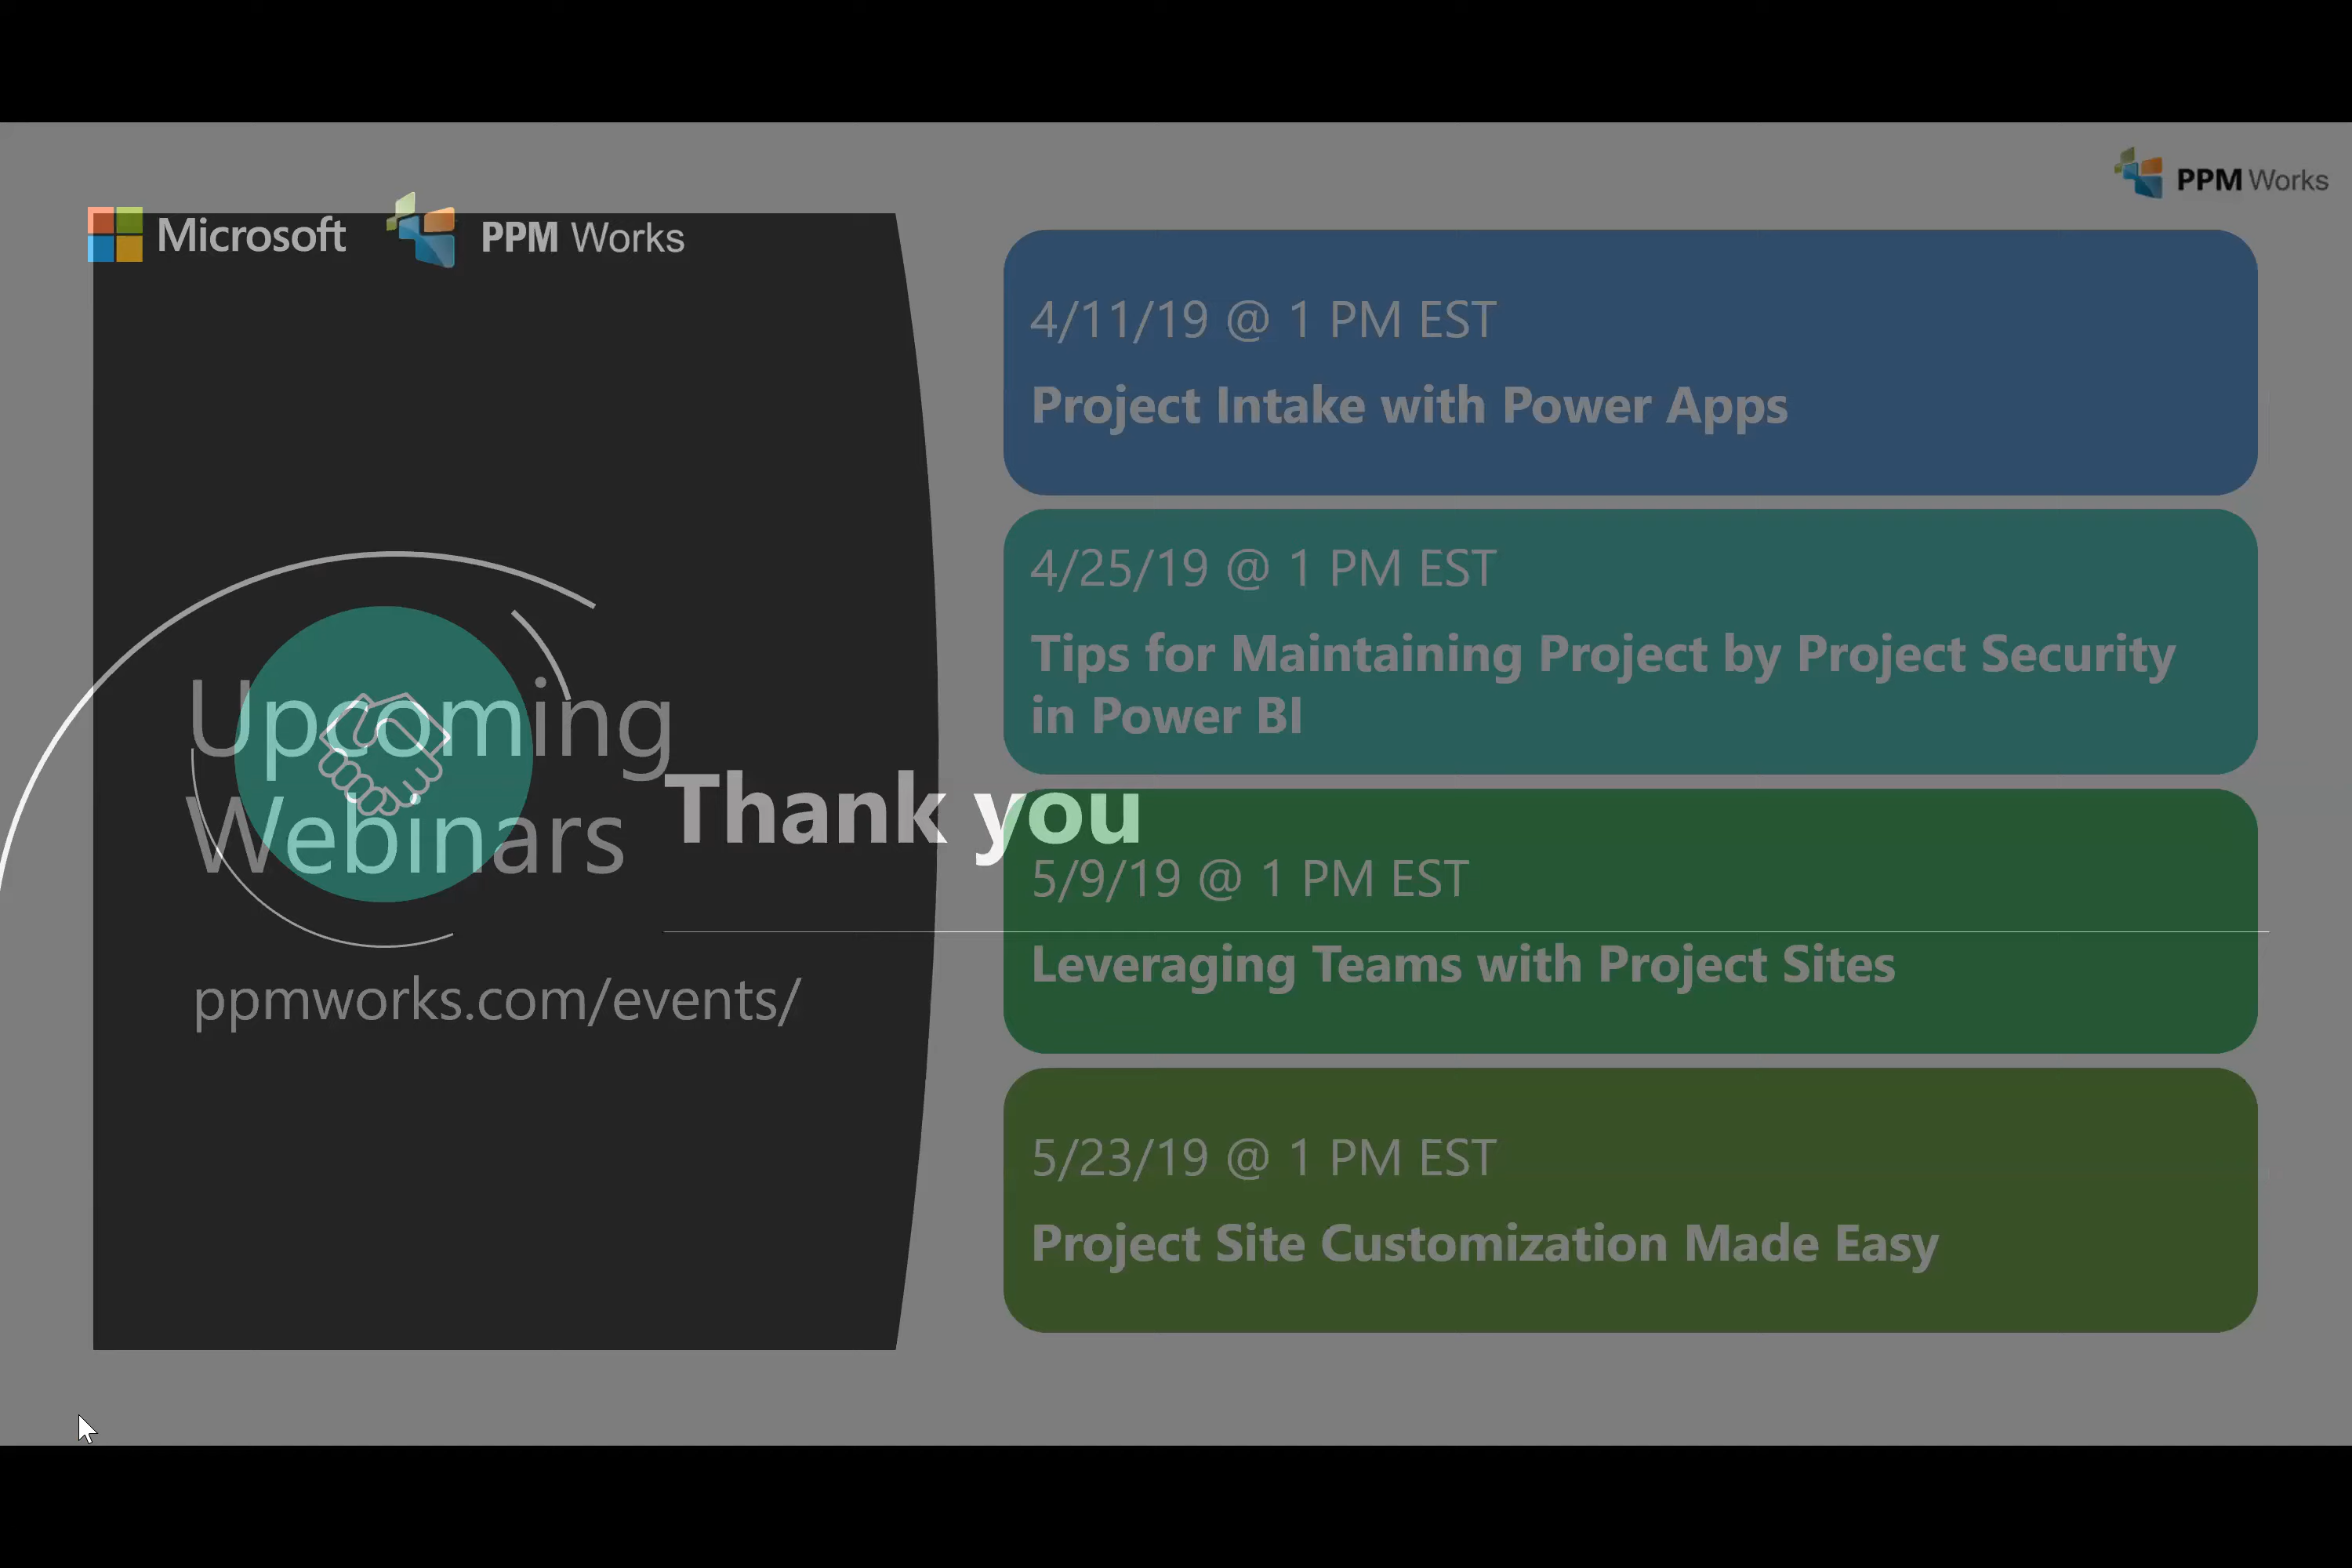 Microsoft
PPM Works
PPM Works
Upcoming
Webinars
ppmworks.com/events/
Thank you
4/11/19 @ 1 PM EST
Project Intake with Power Apps
4/25/19 @ 1 PM EST
Tips for Maintaining Project by Project Security
in Power BI
5/9/19 @ 1 PM EST
Leveraging Teams with Project Sites
5/23/19 @ 1 PM EST
Project Site Customization Made Easy